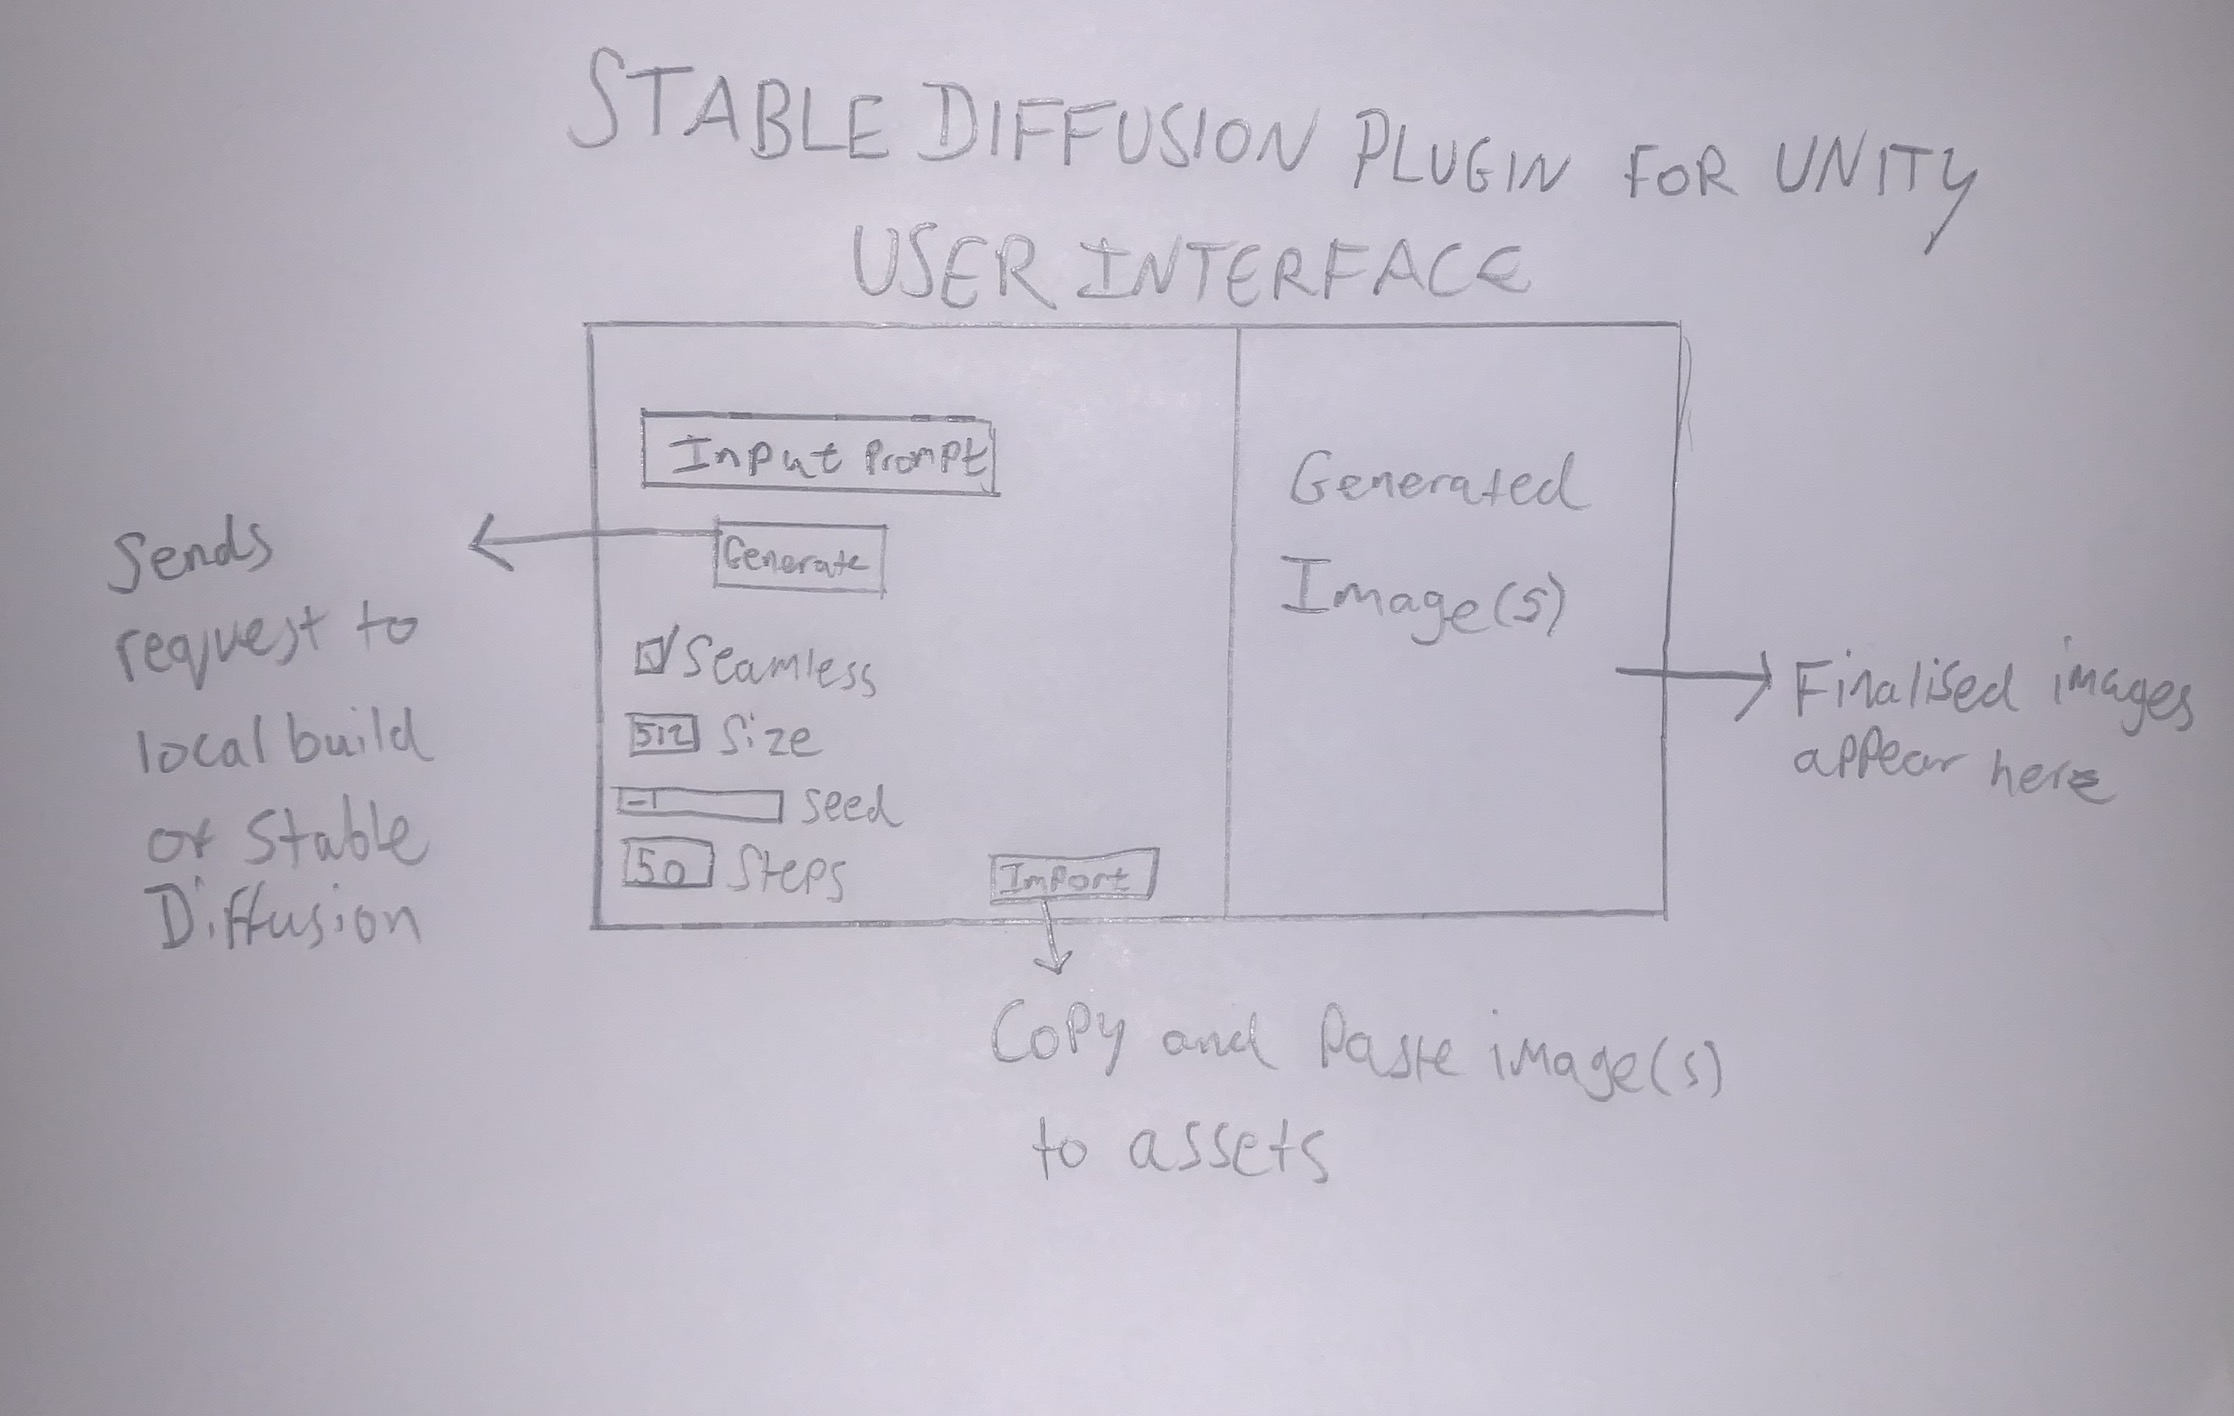 STABLE DIFFUSION PLUGIN FOR UNITY
USER INTERFACE
Input Prompt
Generate
Seamless
512 Size
-1 seed
50 Steps
Import
Generated
Image(s)
Sends
request to
local build
of Stable
Diffusion
Finalised images
appear here
Copy and Paste image(s)
to assets